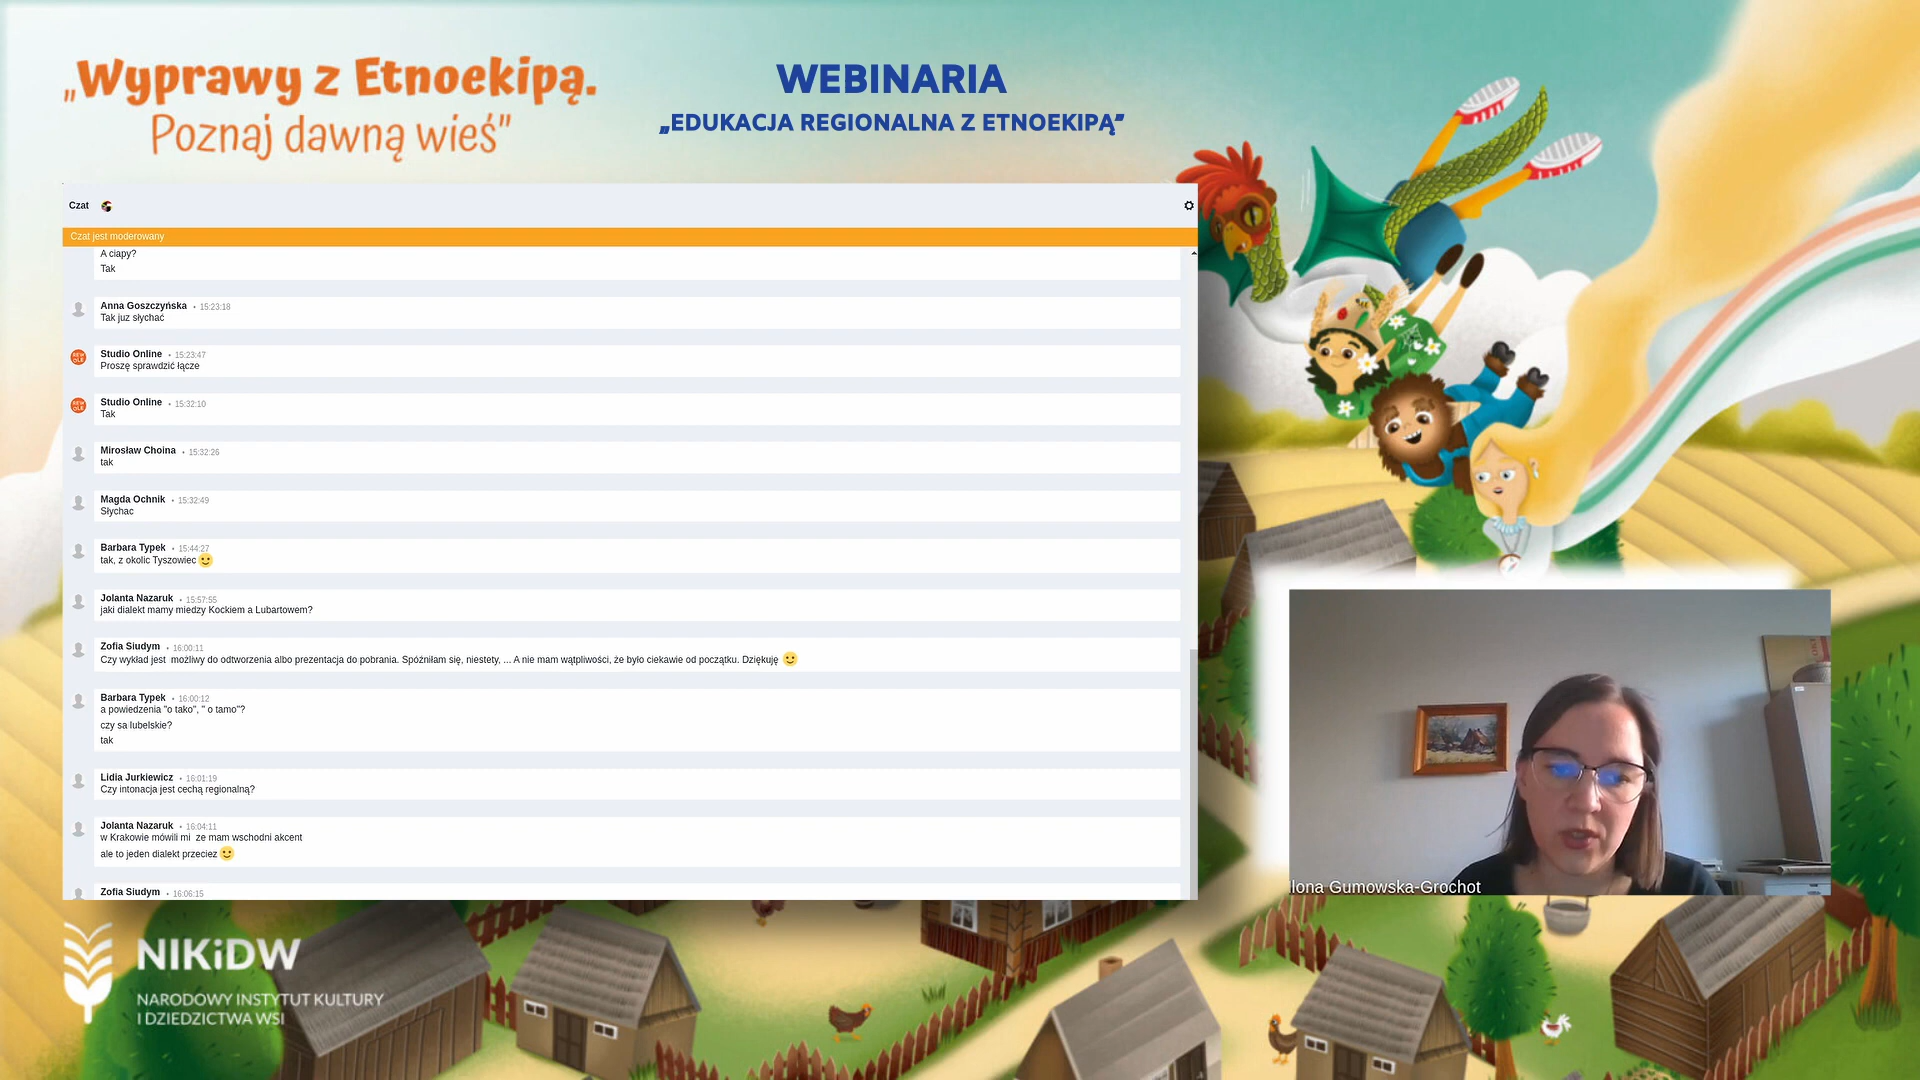 „Wyprawy z Etnoekipą.
Poznaj dawną wieś”
WEBINARIA
„EDUKACJA REGIONALNA Z ETNOEKIPĄ”
Czat
Czat jest moderowany
A ciapy?
Tak
Anna Goszczyńska • 15:23:18
Tak juz słychać
Studio Online • 15:23:47
Proszę sprawdzić łącze
Studio Online • 15:32:10
Tak
Mirosław Choina • 15:32:26
tak
Magda Ochnik • 15:32:49
Słychac
Barbara Typek • 15:44:27
tak, z okolic Tyszowiec
Jolanta Nazaruk • 15:57:55
jaki dialekt mamy miedzy Kockiem a Lubartowem?
Zofia Siudym • 16:00:11
Czy wykład jest  możliwy do odtworzenia albo prezentacja do pobrania. Spóźniłam się, niestety, ... A nie mam wątpliwości, że było ciekawie od początku. Dziękuję
Barbara Typek • 16:00:12
a powiedzenia "o tako", " o tamo"?
czy sa lubelskie?
tak
Lidia Jurkiewicz • 16:01:19
Czy intonacja jest cechą regionalną?
Jolanta Nazaruk • 16:04:11
w Krakowie mówili mi  ze mam wschodni akcent
ale to jeden dialekt przeciez
Zofia Siudym • 16:06:15
Ilona Gumowska-Grochot
NIKiDW
NARODOWY INSTYTUT KULTURY
I DZIEDZICTWA WSI